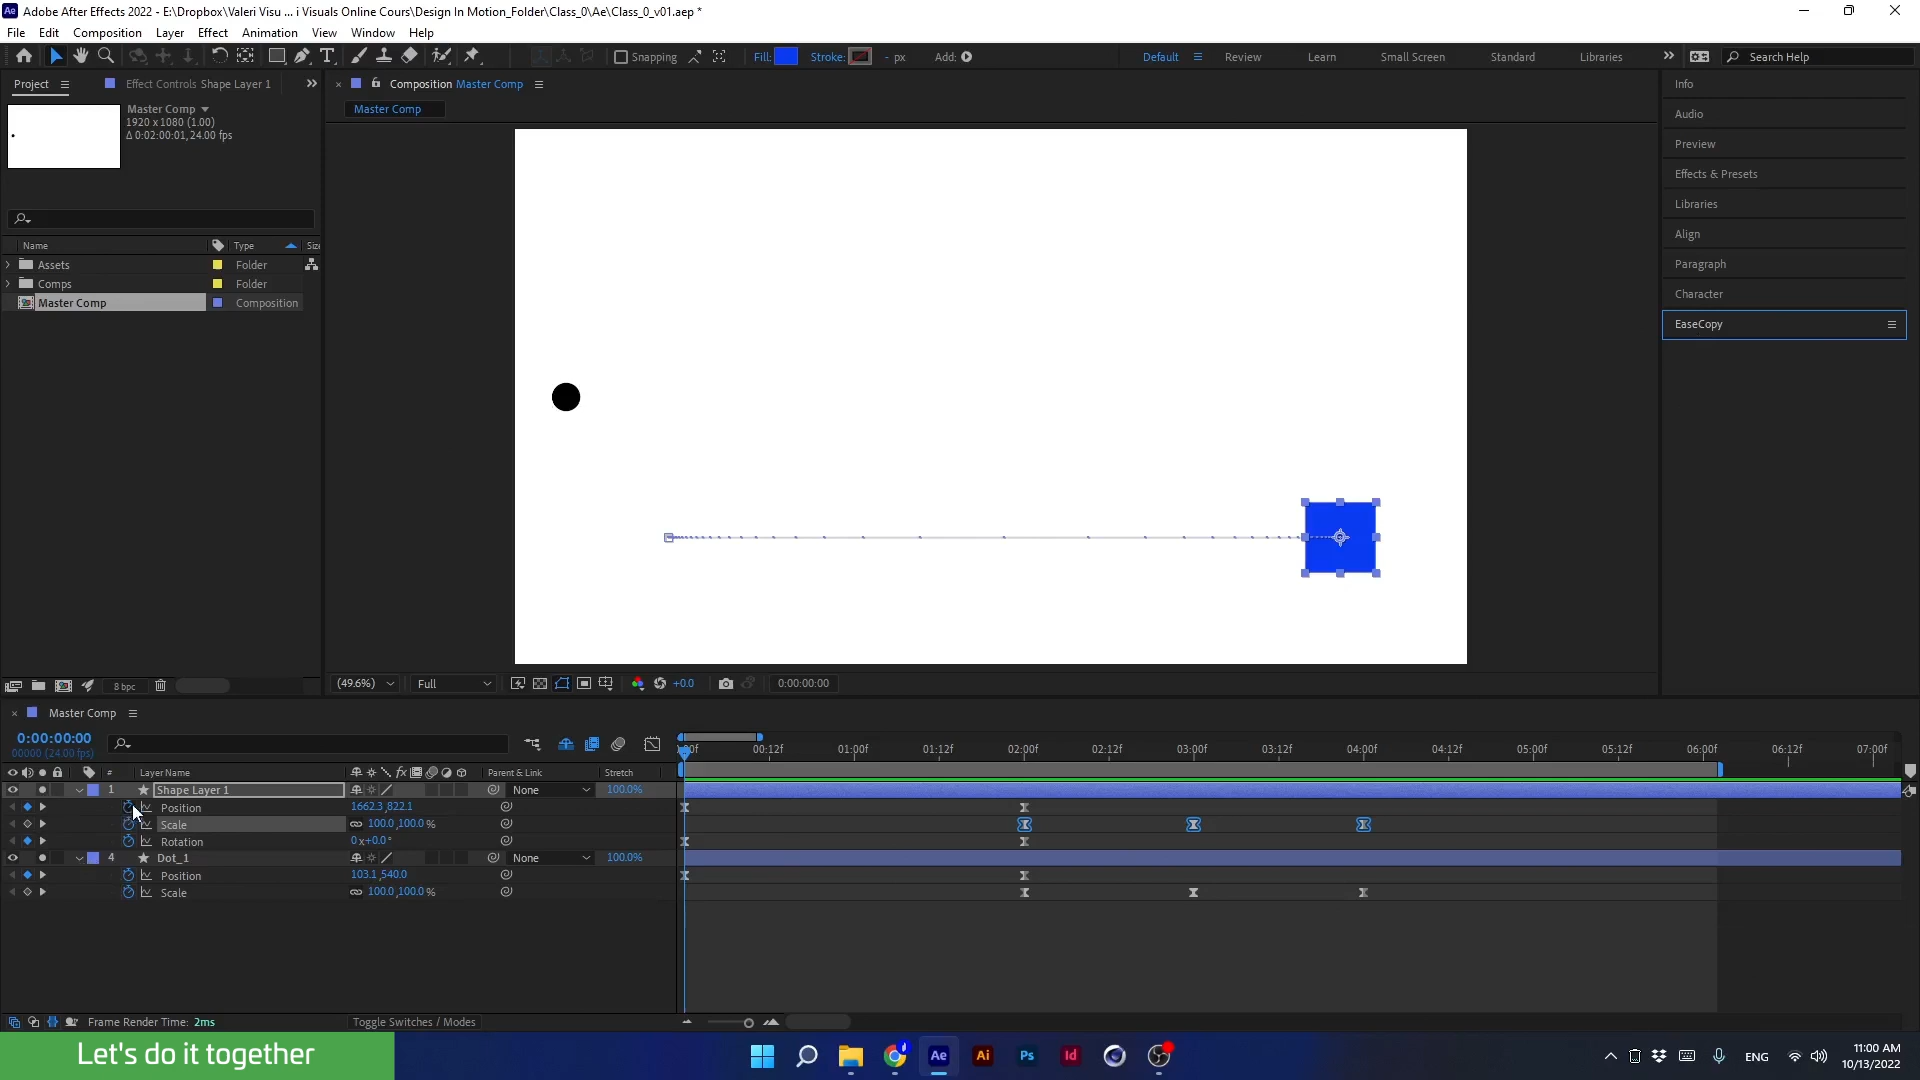 Adobe After Effects 2022 - E:\Dropbox\Valeri Visu ... i Visuals Online Cours\Design In Motion_Folder\Class_0\Ae\Class_0_v01.aep *
File Edit Composition Layer Effect Animation View Window Help
Snapping Fill: Stroke: - px Add: Default Review Learn Small Screen Standard Libraries Search Help
Project Effect Controls Shape Layer 1
Composition Master Comp
Master Comp
Master Comp
1920 x 1080 (1.00)
Δ 0:02:00:01, 24.00 fps
Name Type Size
Assets Folder
Comps Folder
Master Comp Composition
8 bpc
(49.6%) Full +0.0 0:00:00:00
Info
Audio
Preview
Effects & Presets
Libraries
Align
Paragraph
Character
EaseCopy
Master Comp
0:00:00:00
00000 (24.00 fps)
00:12f 01:00f 01:12f 02:00f 02:12f 03:00f 03:12f 04:00f 04:12f 05:00f 05:12f 06:00f 06:12f 07:00f
# Layer Name Parent & Link Stretch
1 Shape Layer 1 None 100.0%
Position 1662.3,822.1
Scale 100.0,100.0 %
Rotation 0x+0.0°
4 Dot_1 None 100.0%
Position 103.1,540.0
Scale 100.0,100.0 %
Frame Render Time: 2ms Toggle Switches / Modes
Let's do it together
Ae Ai Ps Id
ENG
11:00 AM
10/13/2022